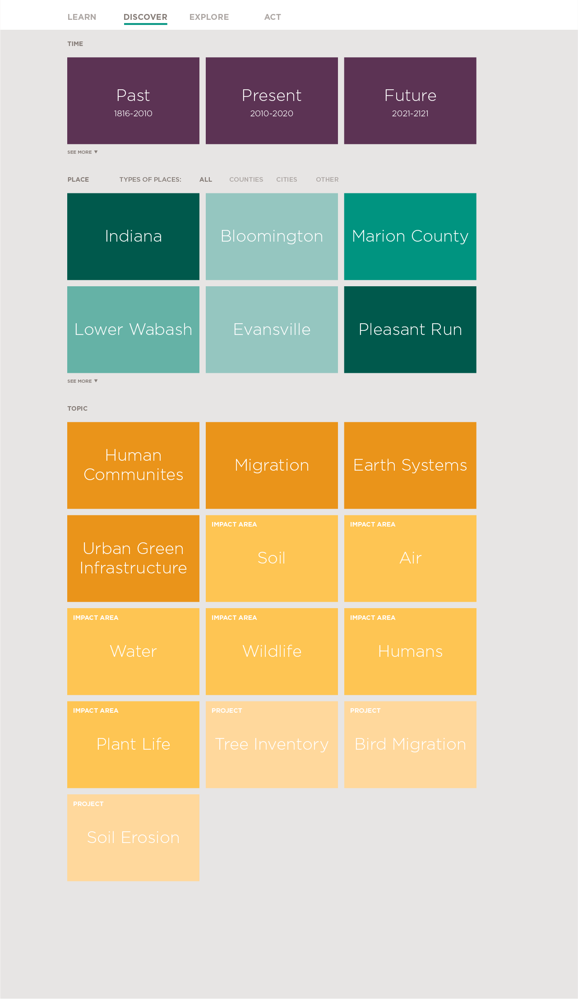 LEARN DISCOVER EXPLORE ACT
TIME
Past Present Future
1816-2010 2010-2020 2021-2121
SEE MORE ▼
PLACE TYPES OF PLACES: ALL COUNTIES CITIES OTHER
Indiana Bloomington Marion County
Lower Wabash Evansville Pleasant Run
SEE MORE ▼
TOPIC
Human
Communites
Migration
Earth Systems
Urban Green
Infrastructure
IMPACT AREA
Soil
IMPACT AREA
Air
IMPACT AREA
Water
IMPACT AREA
Wildlife
IMPACT AREA
Humans
IMPACT AREA
Plant Life
PROJECT
Tree Inventory
PROJECT
Bird Migration
PROJECT
Soil Erosion